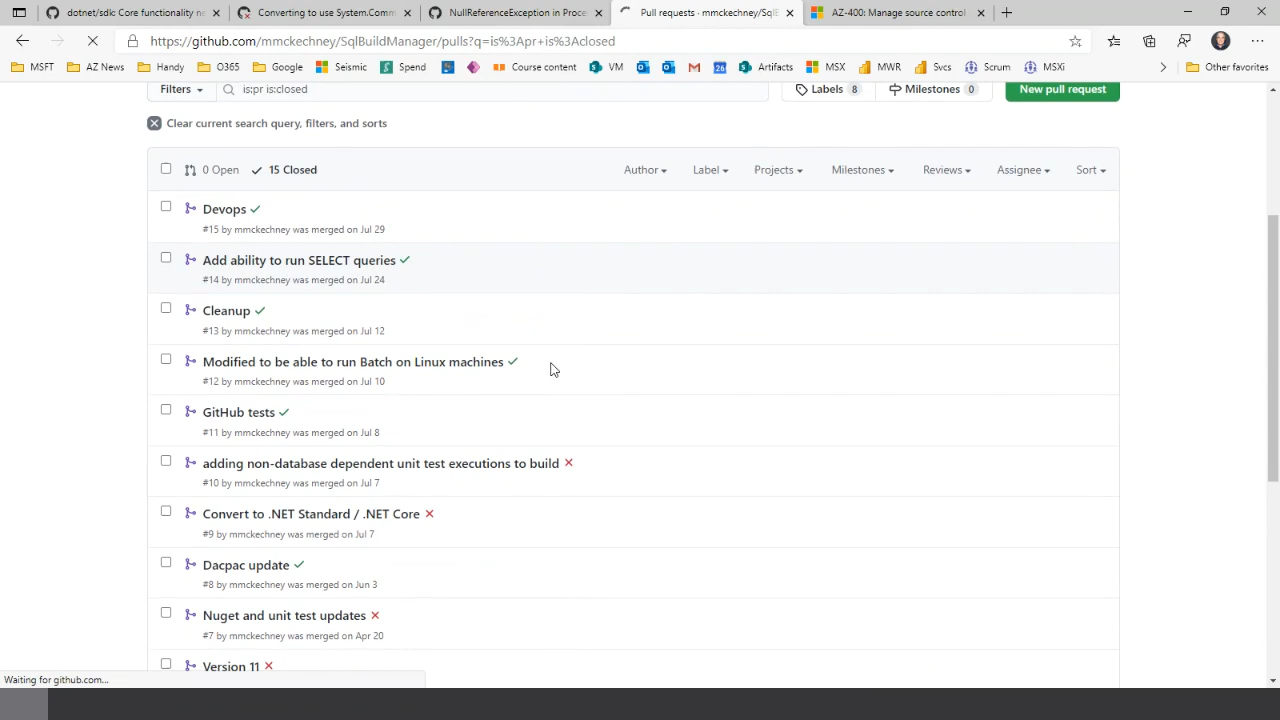 dotnet/sdk Core functionality ne
Converting to use System.Comm
NullReferenceException in Proce
Pull requests · mmckechney/SqlB
AZ-400: Manage source control
https://github.com/mmckechney/SqlBuildManager/pulls?q=is%3Apr+is%3Aclosed
MSFT
AZ News
Handy
O365
Google
Seismic
Spend
Course content
VM
26
Artifacts
MSX
MWR
Svcs
Scrum
MSXi
Other favorites
Filters
is:pr is:closed
Labels 8
Milestones 0
New pull request
Clear current search query, filters, and sorts
0 Open
15 Closed
Author
Label
Projects
Milestones
Reviews
Assignee
Sort
Devops
#15 by mmckechney was merged on Jul 29
Add ability to run SELECT queries
#14 by mmckechney was merged on Jul 24
Cleanup
#13 by mmckechney was merged on Jul 12
Modified to be able to run Batch on Linux machines
#12 by mmckechney was merged on Jul 10
GitHub tests
#11 by mmckechney was merged on Jul 8
adding non-database dependent unit test executions to build
#10 by mmckechney was merged on Jul 7
Convert to .NET Standard / .NET Core
#9 by mmckechney was merged on Jul 7
Dacpac update
#8 by mmckechney was merged on Jun 3
Nuget and unit test updates
#7 by mmckechney was merged on Apr 20
Version 11
Waiting for github.com...